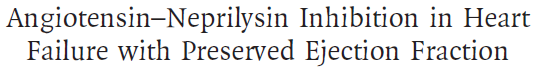 Angiotensin–Neprilysin Inhibition in Heart
Failure with Preserved Ejection Fraction